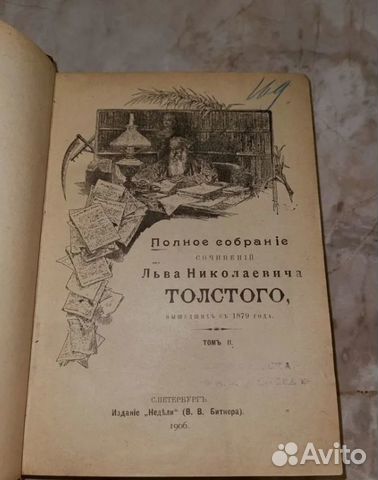 Полное собраніе
сочиненій
Льва Николаевича
ТОЛСТОГО,
вышедшихъ съ 1879 года.
ТОМЪ II.
С.ПЕТЕРБУРГЪ.
Изданіе „Недѣли" (В. В. Битнера).
1906.
Avito